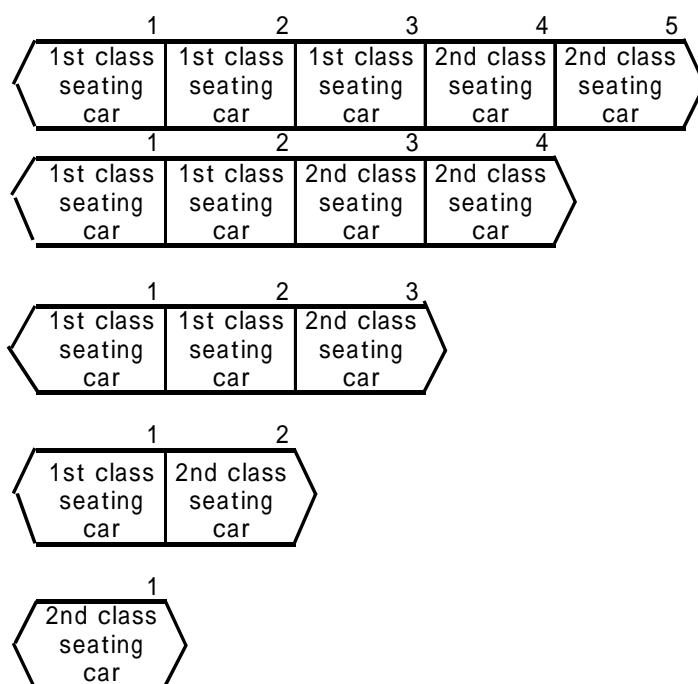 1 2 3 4 5
1st class 1st class 1st class 2nd class 2nd class
seating seating seating seating seating
car car car car car
1 2 3 4
1st class 1st class 2nd class 2nd class
seating seating seating seating
car car car car
1 2 3
1st class 1st class 2nd class
seating seating seating
car car car
1 2
1st class 2nd class
seating seating
car car
1
2nd class
seating
car